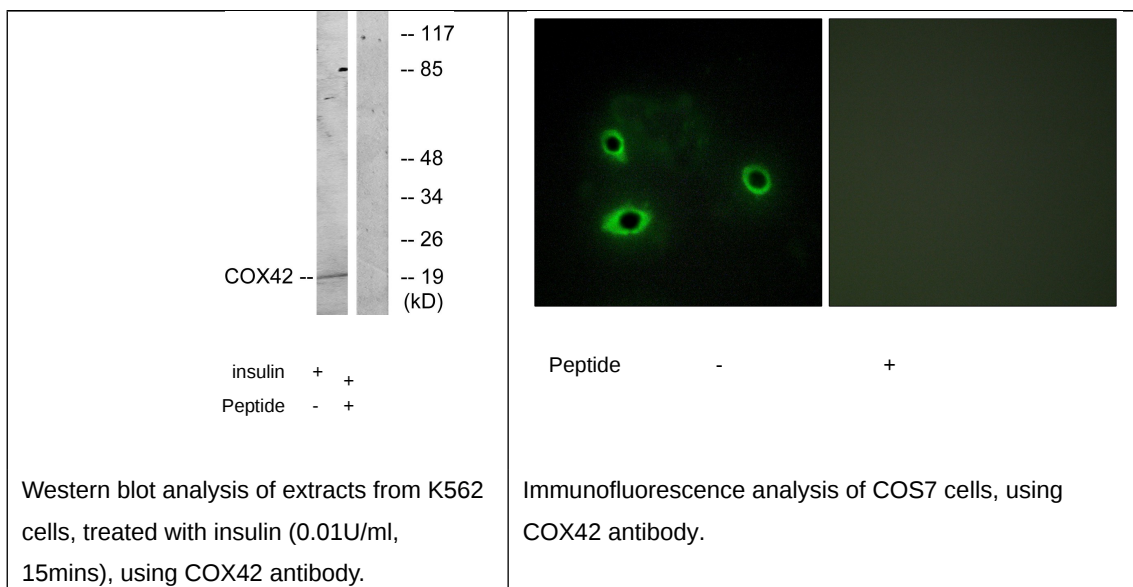 -- 117
-- 85
-- 48
-- 34
-- 26
COX42 -- -- 19
(kD)
insulin + +
Peptide - +
Western blot analysis of extracts from K562
cells, treated with insulin (0.01U/ml,
15mins), using COX42 antibody.
Peptide - +
Immunofluorescence analysis of COS7 cells, using
COX42 antibody.